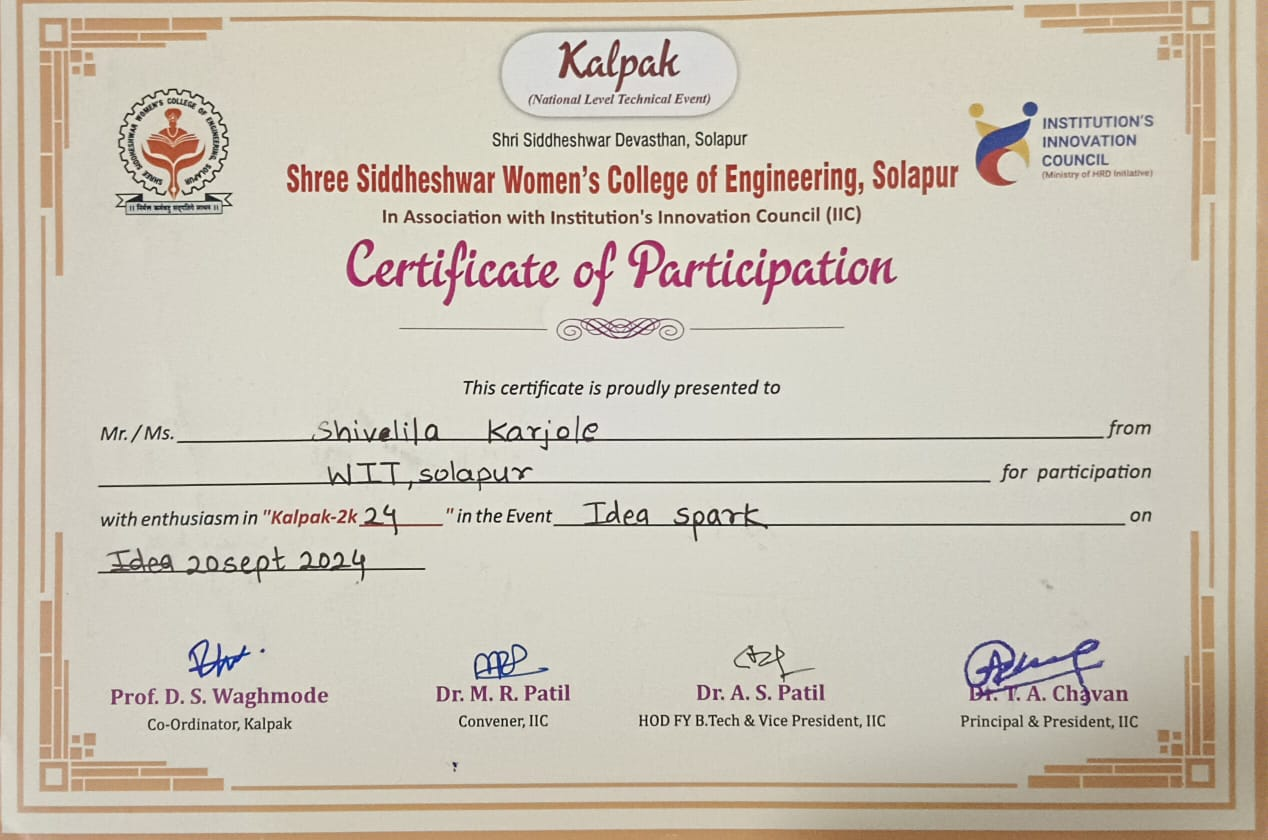 Kalpak
(National Level Technical Event)
SHREE SIDDHESHWAR WOMEN'S COLLEGE OF ENGINEERING, SOLAPUR
Shri Siddheshwar Devasthan, Solapur
INSTITUTION'S
INNOVATION
COUNCIL
(Ministry of HRD Initiative)
Shree Siddheshwar Women's College of Engineering, Solapur
In Association with Institution's Innovation Council (IIC)
Certificate of Participation
This certificate is proudly presented to
Mr./Ms. Shivelila Karjole from
WIT, solapur for participation
with enthusiasm in "Kalpak-2k 24 " in the Event Idea spark on
Idea 20 sept 2024
Prof. D. S. Waghmode Dr. M. R. Patil Dr. A. S. Patil Dr. T. A. Chavan
Co-Ordinator, Kalpak Convener, IIC HOD FY B.Tech & Vice President, IIC Principal & President, IIC